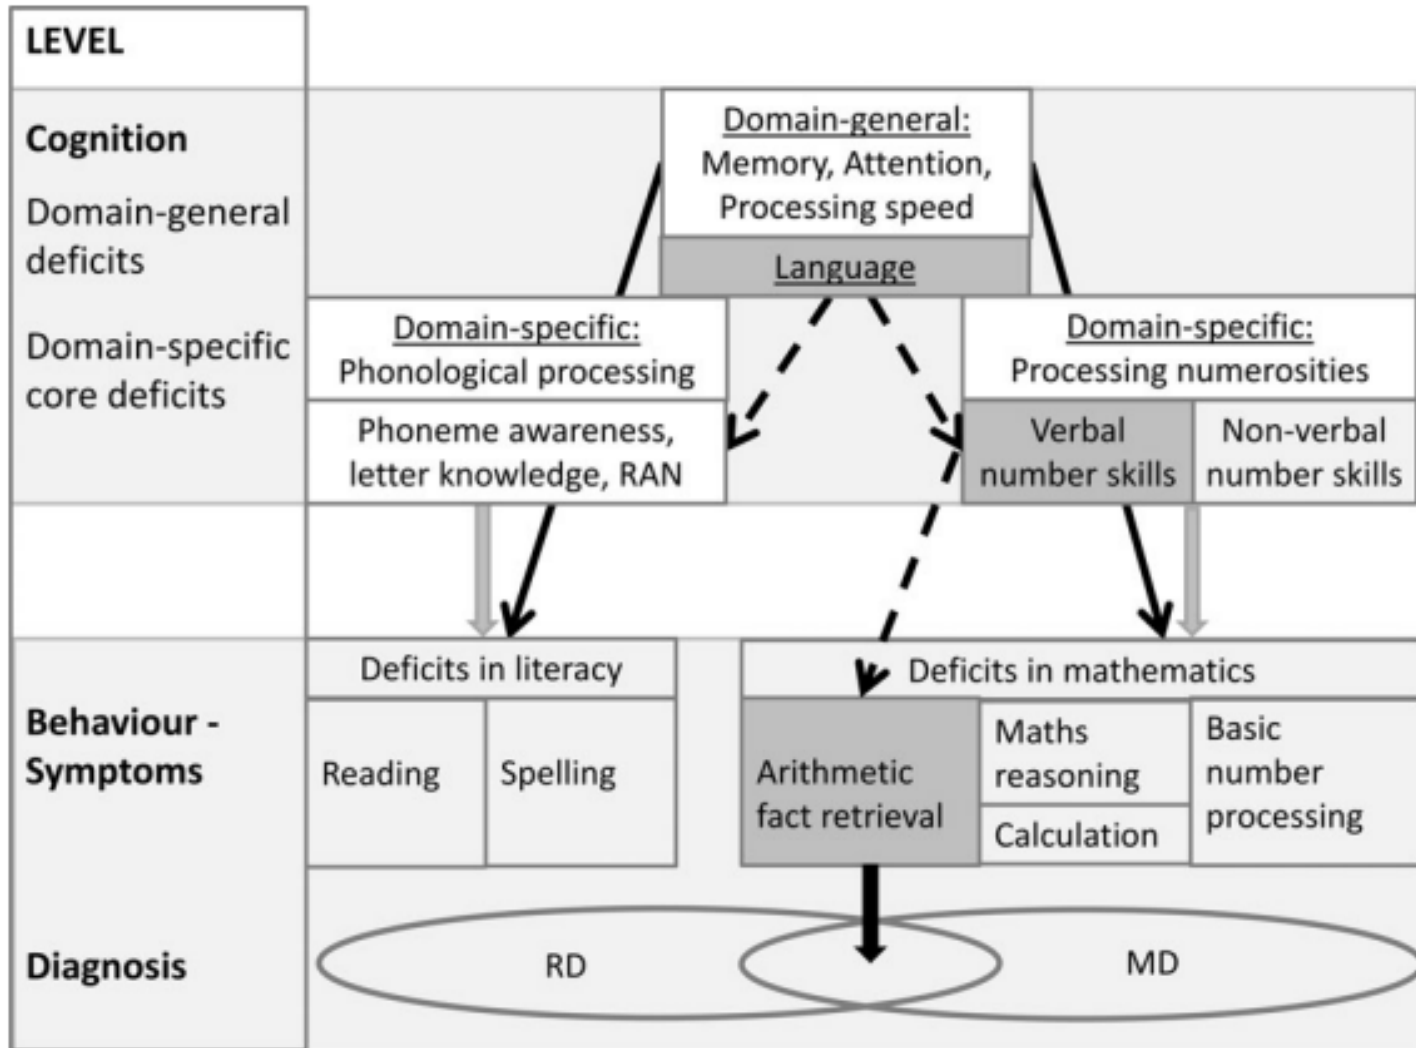 LEVEL
Cognition
Domain-general
deficits
Domain-specific
core deficits
Domain-general:
Memory, Attention,
Processing speed
Language
Domain-specific:
Phonological processing
Phoneme awareness,
letter knowledge, RAN
Domain-specific:
Processing numerosities
Verbal
number skills
Non-verbal
number skills
Behaviour -
Symptoms
Deficits in literacy
Reading
Spelling
Deficits in mathematics
Arithmetic
fact retrieval
Maths
reasoning
Calculation
Basic
number
processing
Diagnosis
RD
MD